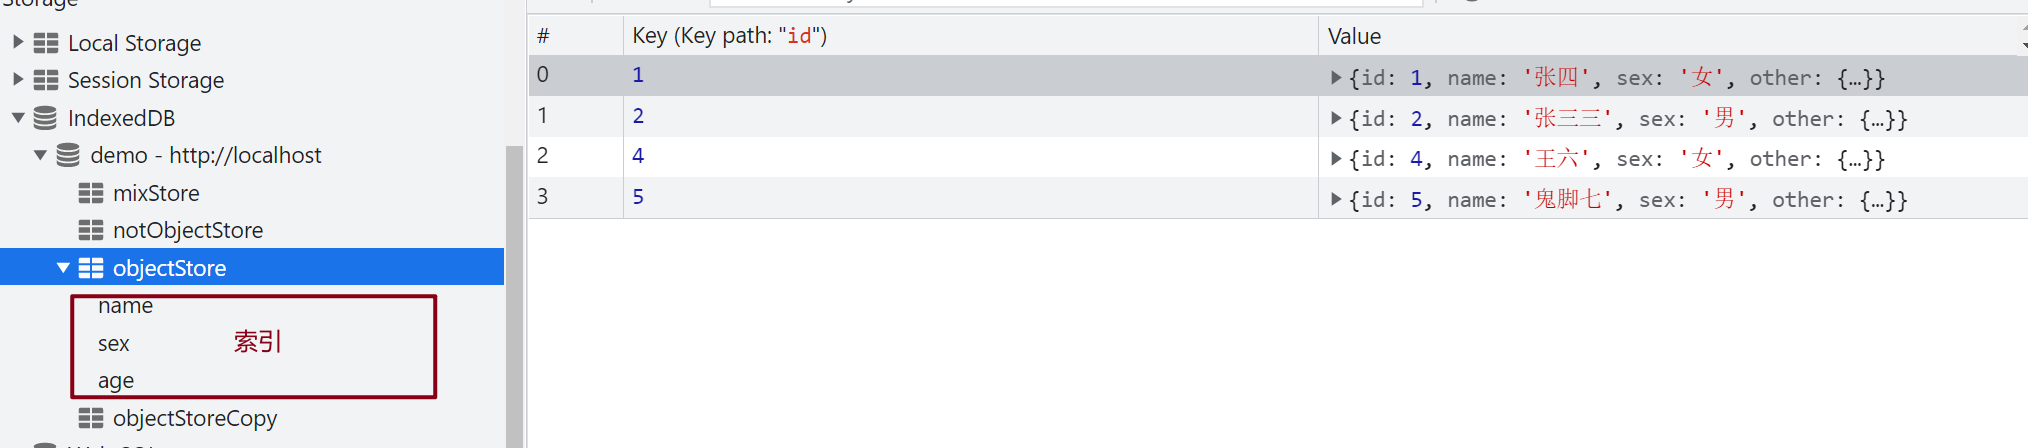 Storage
Local Storage
Session Storage
IndexedDB
demo - http://localhost
mixStore
notObjectStore
objectStore
name
sex 索引
age
objectStoreCopy
# Key (Key path: "id") Value
0 1 {id: 1, name: '张四', sex: '女', other: {…}}
1 2 {id: 2, name: '张三三', sex: '男', other: {…}}
2 4 {id: 4, name: '王六', sex: '女', other: {…}}
3 5 {id: 5, name: '鬼脚七', sex: '男', other: {…}}